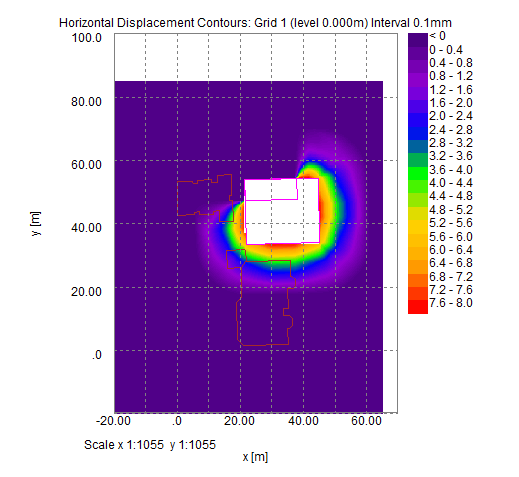 Horizontal Displacement Contours: Grid 1 (level 0.000m) Interval 0.1mm
100.0
80.00
60.00
40.00
20.00
.0
-20.00
y [m]
-20.00 .0 20.00 40.00 60.00
Scale x 1:1055 y 1:1055
x [m]
< 0
0 - 0.4
0.4 - 0.8
0.8 - 1.2
1.2 - 1.6
1.6 - 2.0
2.0 - 2.4
2.4 - 2.8
2.8 - 3.2
3.2 - 3.6
3.6 - 4.0
4.0 - 4.4
4.4 - 4.8
4.8 - 5.2
5.2 - 5.6
5.6 - 6.0
6.0 - 6.4
6.4 - 6.8
6.8 - 7.2
7.2 - 7.6
7.6 - 8.0